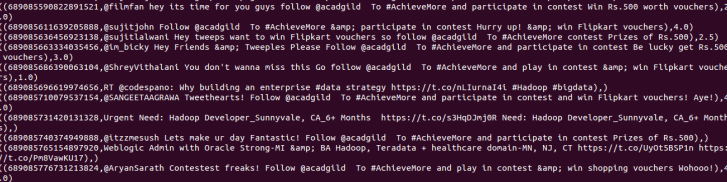 ((689085590822891521,@filmfan hey its time for you guys follow @acadgild  To #AchieveMore &amp; participate in contest Win Rs.500 worth vouchers),2
.0)
((689085611639205888,@sujitjohn Follow @acadgild  To #AchieveMore &amp; participate in contest Hurry up! &amp; win Flipkart vouchers),4.0)
((689085636456923138,@sujitlalwani Hey tweeps want to win Flipkart vouchers so follow @acadgild  To #AchieveMore contest Prizes of Rs.500),2.5)
((689085663334035456,@im_bicky Hey Friends &amp; Tweeples Please Follow @acadgild  To #AchieveMore and participate in contest Be lucky get Rs.500
 vouchers),3.0)
((689085686390063104,@ShreyVithalani You don't wanna miss this Go follow @acadgild  To #AchieveMore and play in contest &amp; win Flipkart voucher
s),1.0)
((689085696619974656,RT @codespano: Why building an enterprise #data strategy https://t.co/nLIurnaI4i #Hadoop #bigdata),)
((689085710079537154,@SANGEETAAGRAWA Tweethearts! Follow @acadgild  To #AchieveMore and participate in contest and win Flipkart vouchers! Aye!),4
.0)
((689085731420131328,Urgent Need: Hadoop Developer_Sunnyvale, CA_6+ Months  https://t.co/s3HqDJmj0R Need: Hadoop Developer_Sunnyvale, CA_6+ Month
s),)
((689085740374949888,@itzzmesush Lets make ur day Fantastic! Follow @acadgild  To #AchieveMore and participate in contest Prizes of Rs.500),)
((689085765154897920,Weblogic Admin with Oracle Strong-MI &amp; BA Hadoop, Teradata + healthcare domain-MN, NJ, CT https://t.co/UyOt5BSP1n https:
//t.co/Pm8VawKU17),)
((689085776731213824,@AryanSarath Contestest freaks! Follow @acadgild  To #AchieveMore and play in contest &amp; win shopping vouchers Wohooo!),4
.0)